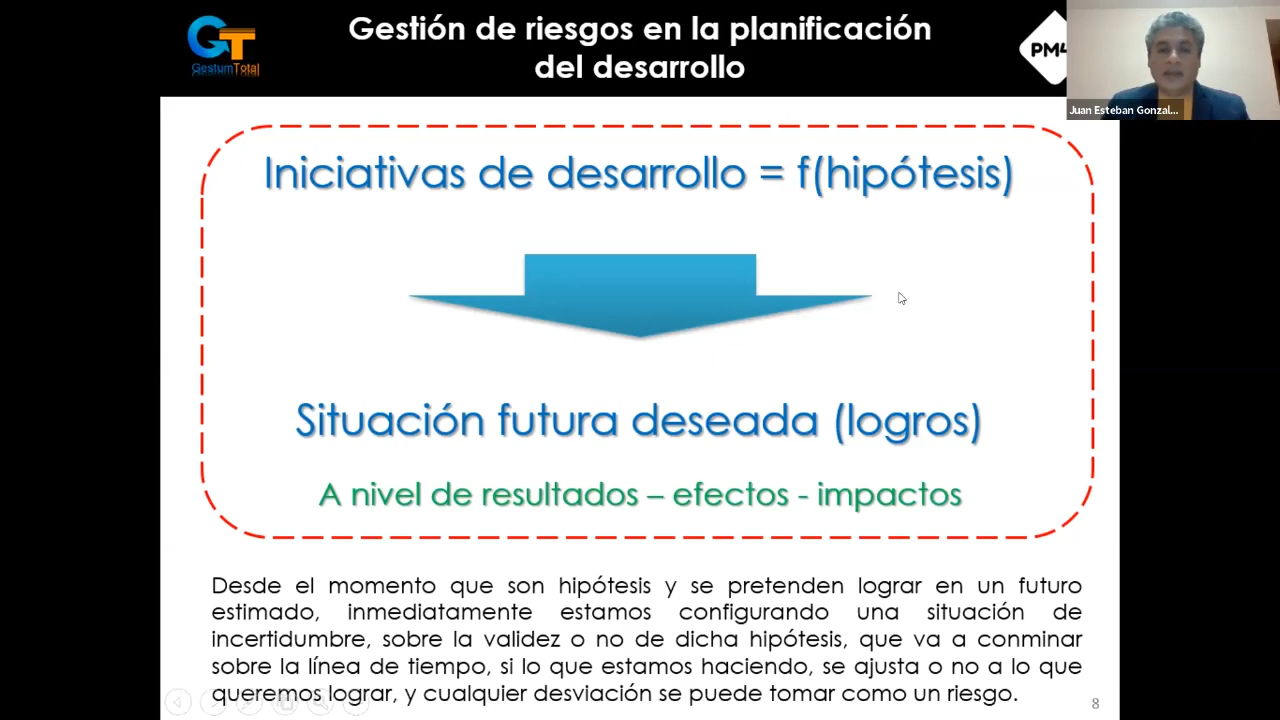 Gestión de riesgos en la planificación
del desarrollo
GT
GestumTotal
PM4
Juan Esteban Gonzal...
Iniciativas de desarrollo = f(hipótesis)
Situación futura deseada (logros)
A nivel de resultados – efectos - impactos
Desde el momento que son hipótesis y se pretenden lograr en un futuro
estimado, inmediatamente estamos configurando una situación de
incertidumbre, sobre la validez o no de dicha hipótesis, que va a conminar
sobre la línea de tiempo, si lo que estamos haciendo, se ajusta o no a lo que
queremos lograr, y cualquier desviación se puede tomar como un riesgo.
8